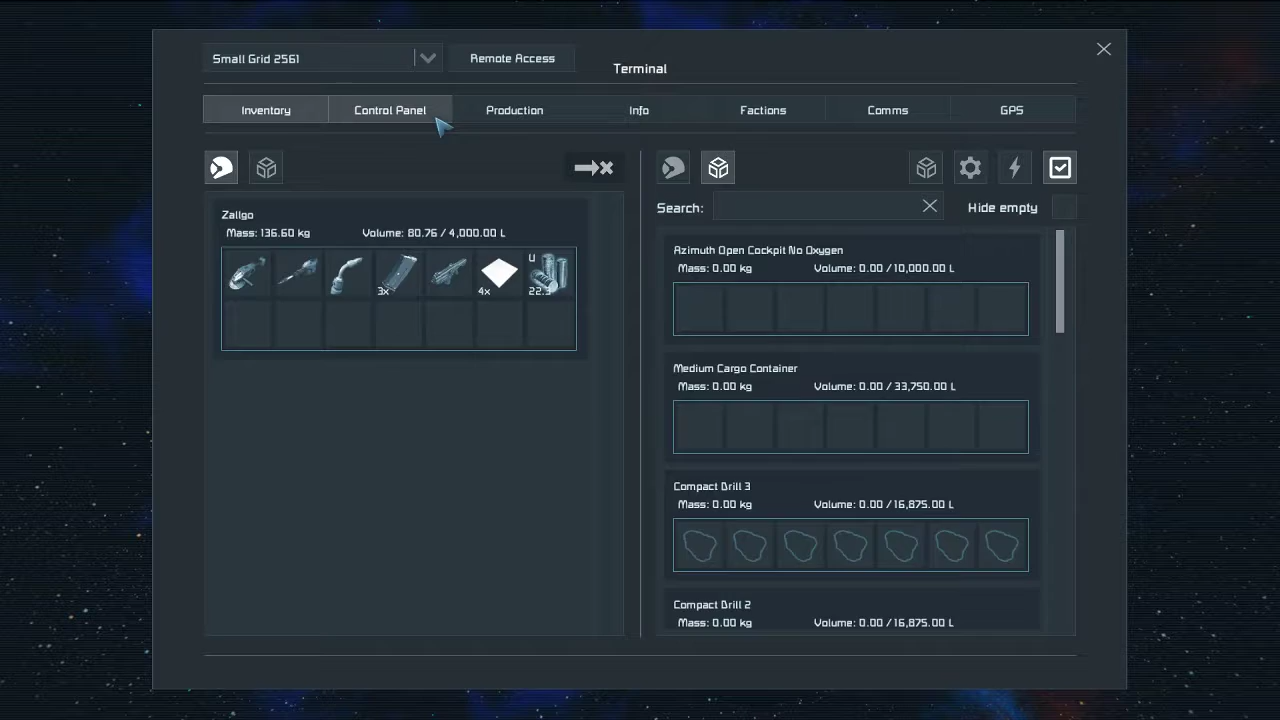 Small Grid 2561
Remote Access
Terminal
Inventory
Control Panel
Production
Info
Factions
Comms
GPS
Zallgo
Mass: 136.60 kg Volume: 80.76 / 4,000.00 L
U
3x
4x
Search:
Hide empty
Azimuth Open Cockpit No Oxygen
Mass: 0.00 kg Volume: 0.00 / 10,000.00 L
Medium Cargo Container
Mass: 0.00 kg Volume: 0.00 / 33,750.00 L
Compact Drill 3
Mass: 0.00 kg Volume: 0.00 / 16,875.00 L
Compact Drill 2
Mass: 0.00 kg Volume: 0.00 / 16,875.00 L